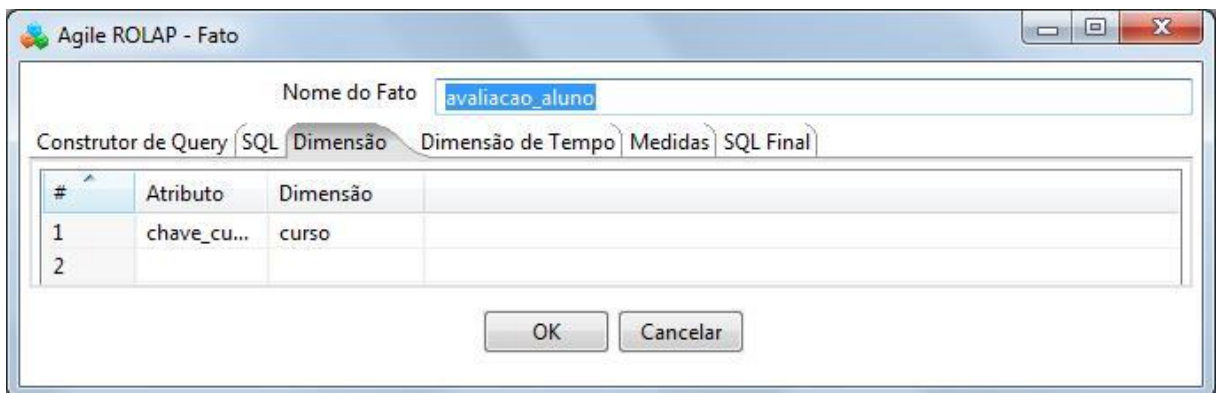 Agile ROLAP - Fato
Nome do Fato avaliacao_aluno
Construtor de Query SQL Dimensão Dimensão de Tempo Medidas SQL Final
# Atributo Dimensão
1 chave_cu... curso
2
OK Cancelar